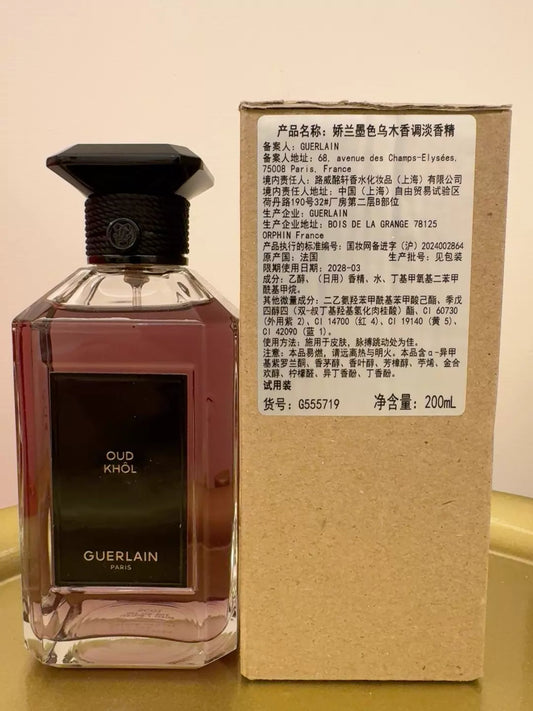 OUD
KHÔL
GUERLAIN
PARIS
产品名称：娇兰墨色乌木香调淡香精
备案人：GUERLAIN
备案人地址：68, avenue des Champs-Elysées,
75008 Paris, France
境内责任人：路威酩轩香水化妆品（上海）有限公司
境内责任人地址：中国（上海）自由贸易试验区
荷丹路190号32#厂房第二层B部位
生产企业：GUERLAIN
生产企业地址：BOIS DE LA GRANGE 78125
ORPHIN France
产品执行的标准编号：国妆网备进字（沪）2024002864
原产国：法国 生产批号：见包装
限期使用日期：2028-03
成分：乙醇、（日用）香精、水、丁基甲氧基二苯甲
酰基甲烷。
其他微量成分：二乙氨羟苯甲酰基苯甲酸己酯、季戊
四醇四（双-叔丁基羟基氢化肉桂酸）酯、CI 60730
（外用紫 2）、CI 14700（红 4）、CI 19140（黄 5）、
CI 42090（蓝 1）。
使用方法：施用于皮肤，脉搏跳动处为佳。
注意：本品易燃，请远离热与明火。本品含α-异甲
基紫罗兰酮、香茅醇、香叶醇、芳樟醇、苧烯、金合
欢醇、柠檬醛、异丁香酚、丁香酚。
试用装
货号：G555719 净含量：200mL